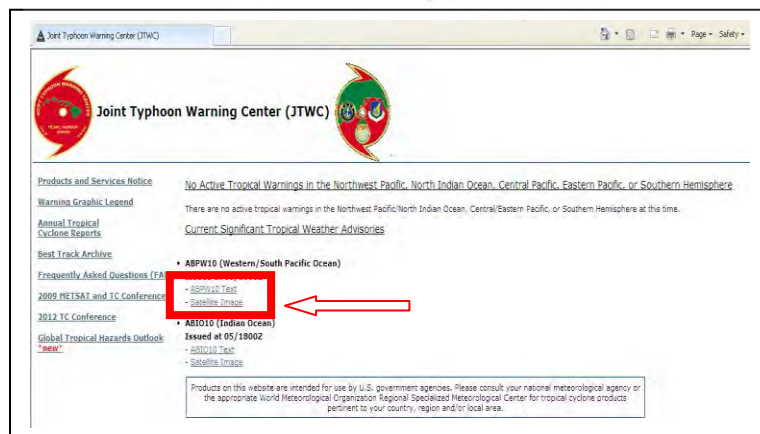 Joint Typhoon Warning Center (JTWC)
Page Safety
Joint Typhoon Warning Center (JTWC)
Products and Services Notice
Warning Graphic Legend
Annual Tropical
Cyclone Reports
Best Track Archive
Frequently Asked Questions (FA
2009 METSAT and TC Conference
2012 TC Conference
Global Tropical Hazards Outlook
*new*
No Active Tropical Warnings in the Northwest Pacific, North Indian Ocean, Central Pacific, Eastern Pacific, or Southern Hemisphere
There are no active tropical warnings in the Northwest Pacific/North Indian Ocean, Central/Eastern Pacific, or Southern Hemisphere at this time.
Current Significant Tropical Weather Advisories
• ABPW10 (Western/South Pacific Ocean)
- ABPW10 Text
- Satellite Image
• ABIO10 (Indian Ocean)
Issued at 05/1800Z
- ABIO10 Text
- Satellite Image
Products on this website are intended for use by U.S. government agencies. Please consult your national meteorological agency or
the appropriate World Meteorological Organization Regional Specialized Meteorological Center for tropical cyclone products
pertinent to your country, region and/or local area.